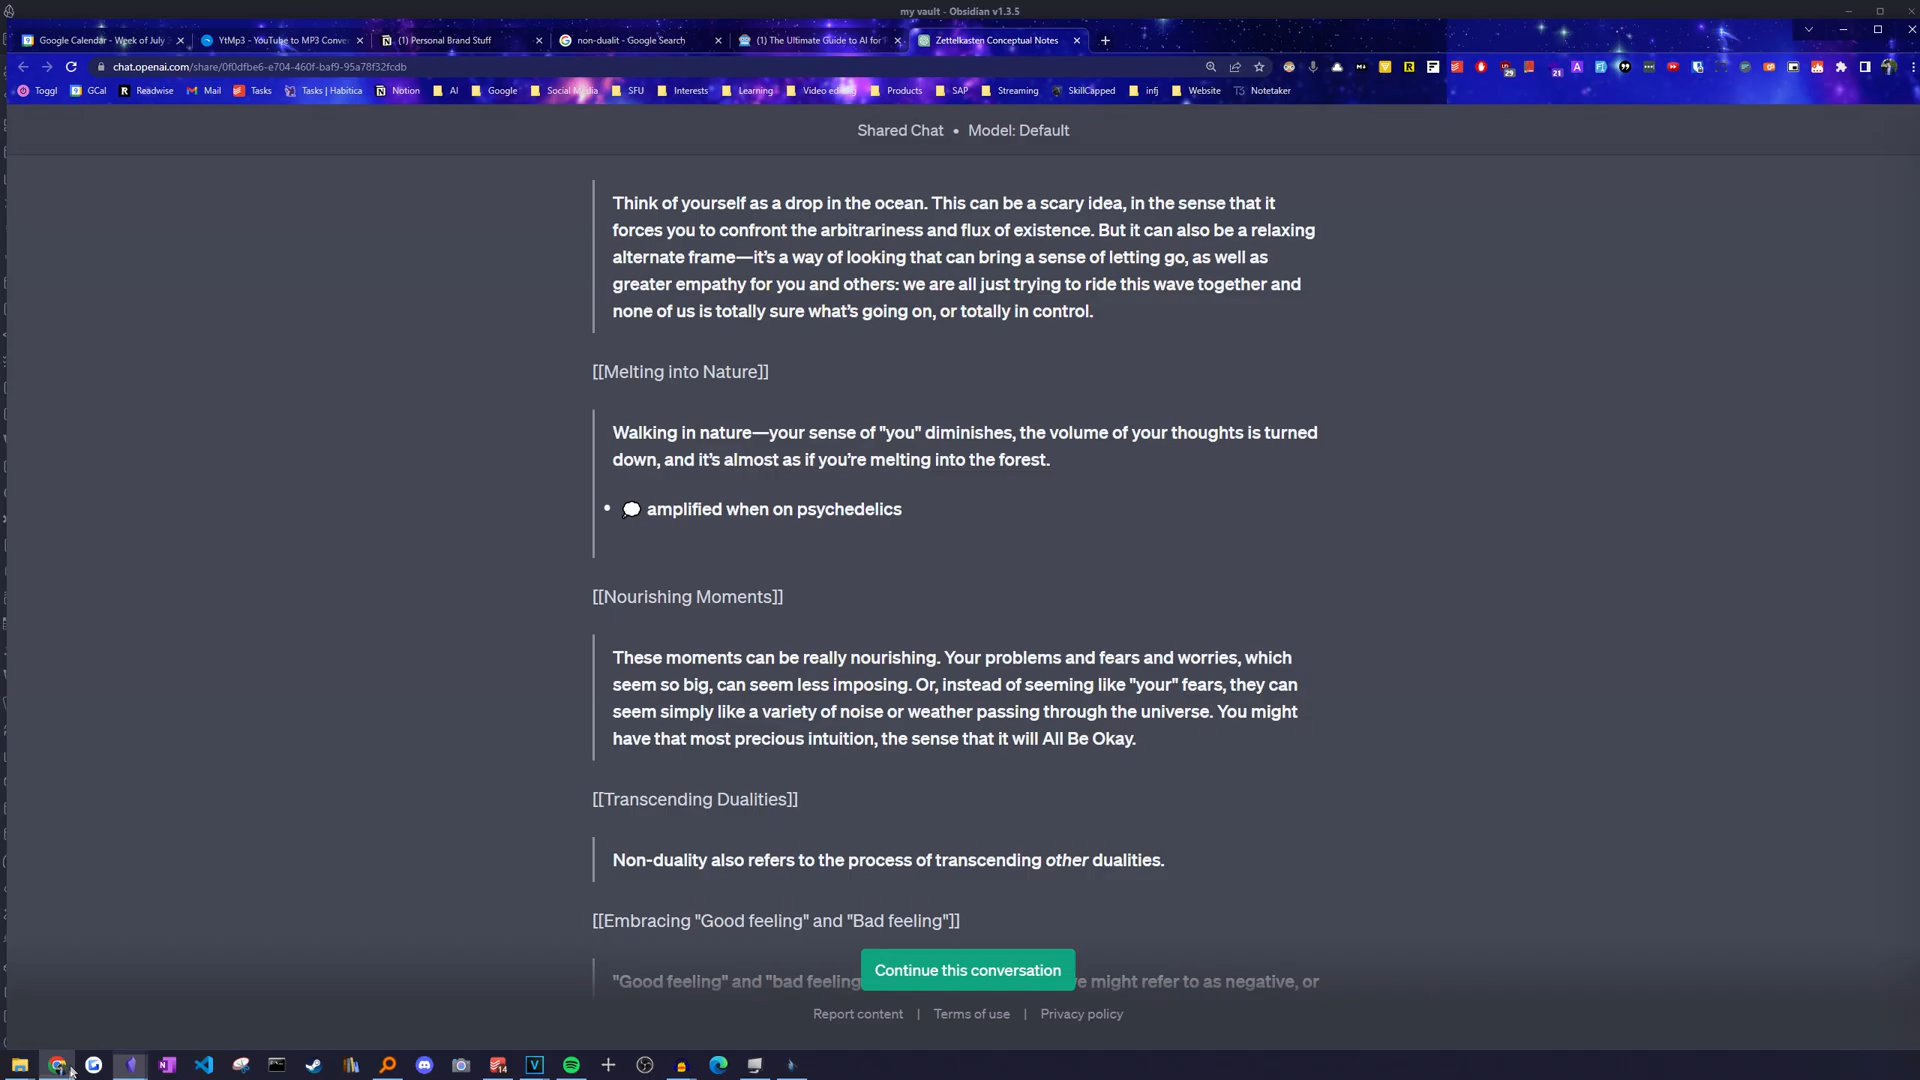 my vault - Obsidian v1.3.5
Google Calendar - Week of July
YtMp3 - YouTube to MP3 Conve
(1) Personal Brand Stuff
non-dualit - Google Search
(1) The Ultimate Guide to AI for
Zettelkasten Conceptual Notes
chat.openai.com/share/0f0dfbe6-e704-460f-baf9-95a78f32fcdb
Toggl GCal Readwise Mail Tasks Tasks | Habitica Notion AI Google Social Media SFU Interests Learning Video editing Products SAP Streaming SkillCapped infj Website Notetaker
Shared Chat • Model: Default
Think of yourself as a drop in the ocean. This can be a scary idea, in the sense that it
forces you to confront the arbitrariness and flux of existence. But it can also be a relaxing
alternate frame—it’s a way of looking that can bring a sense of letting go, as well as
greater empathy for you and others: we are all just trying to ride this wave together and
none of us is totally sure what’s going on, or totally in control.
[[Melting into Nature]]
Walking in nature—your sense of "you" diminishes, the volume of your thoughts is turned
down, and it’s almost as if you’re melting into the forest.
• 💭 amplified when on psychedelics
[[Nourishing Moments]]
These moments can be really nourishing. Your problems and fears and worries, which
seem so big, can seem less imposing. Or, instead of seeming like "your" fears, they can
seem simply like a variety of noise or weather passing through the universe. You might
have that most precious intuition, the sense that it will All Be Okay.
[[Transcending Dualities]]
Non-duality also refers to the process of transcending other dualities.
[[Embracing "Good feeling" and "Bad feeling"]]
"Good feeling" and "bad feeling
e might refer to as negative, or
Continue this conversation
Report content | Terms of use | Privacy policy